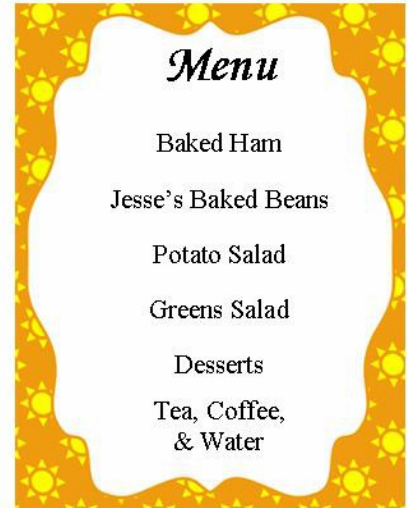 Menu
Baked Ham
Jesse's Baked Beans
Potato Salad
Greens Salad
Desserts
Tea, Coffee,
& Water